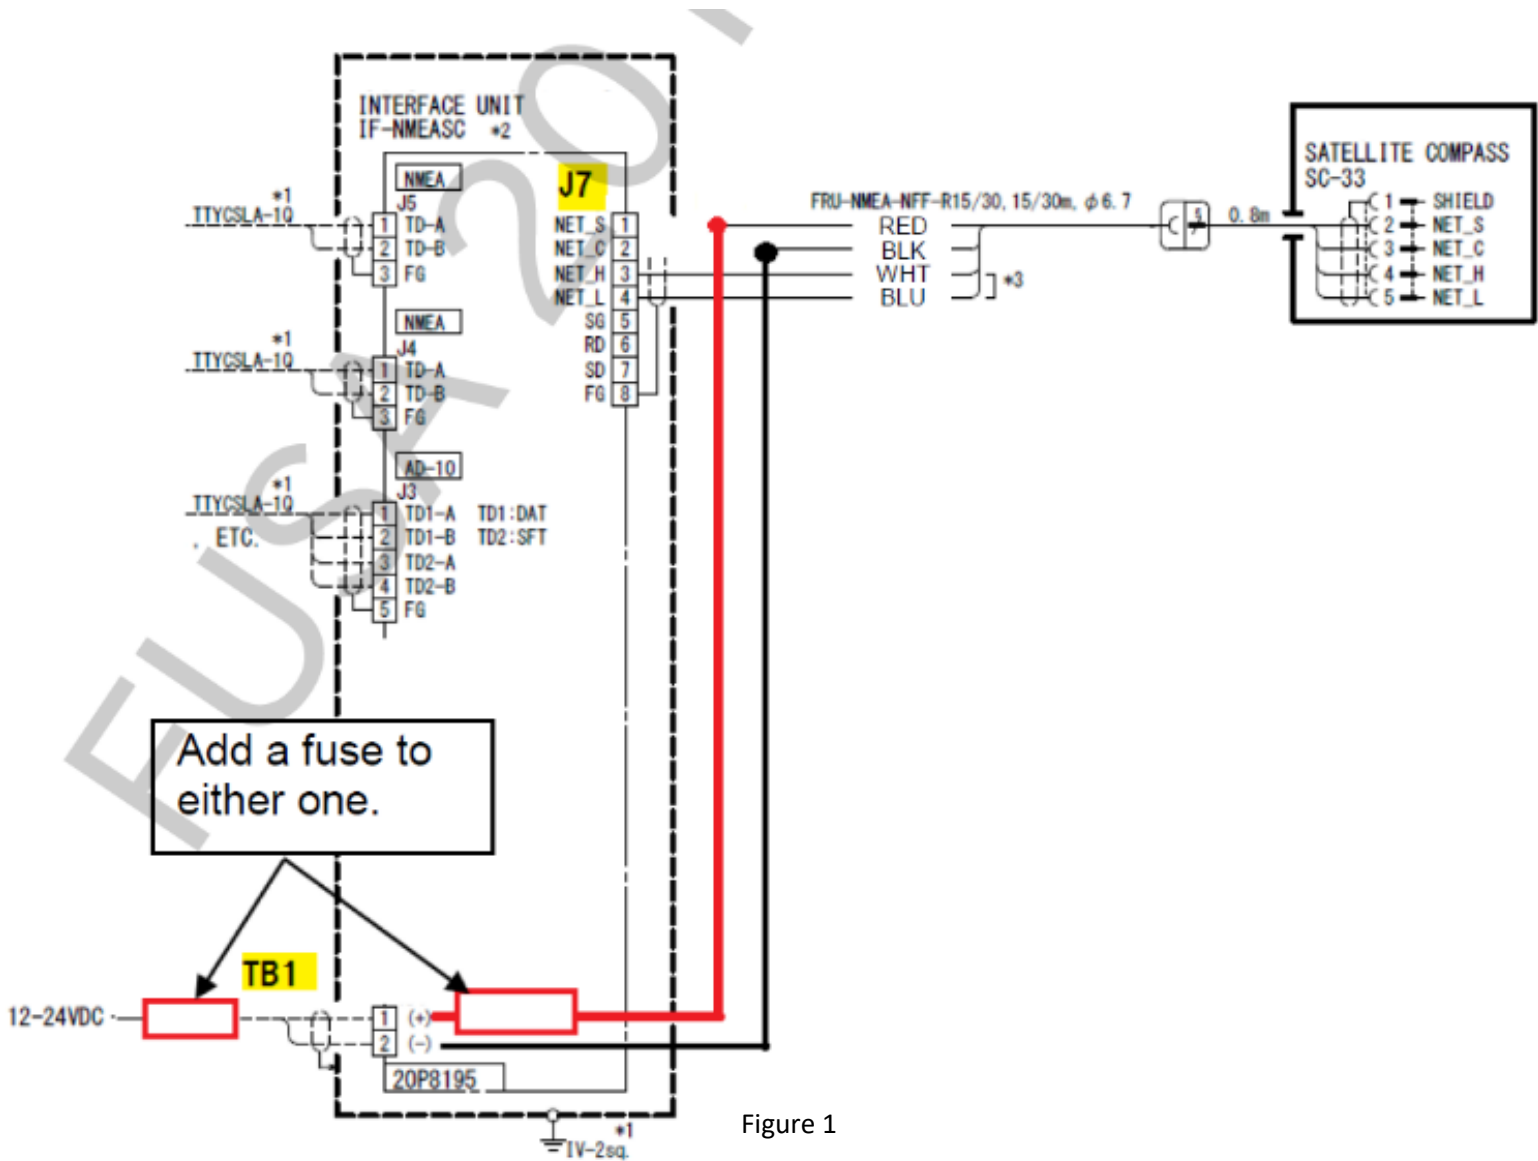 FUSA 201
INTERFACE UNIT
IF-NMEASC *2
NMEA
J5
*1
TTYCSLA-1Q
1 TD-A
2 TD-B
3 FG
NMEA
J4
*1
TTYCSLA-1Q
1 TD-A
2 TD-B
3 FG
AD-10
J3
*1
TTYCSLA-1Q
, ETC.
1 TD1-A TD1:DAT
2 TD1-B TD2:SFT
3 TD2-A
4 TD2-B
5 FG
J7
NET_S 1
NET_C 2
NET_H 3
NET_L 4
SG 5
RD 6
SD 7
FG 8
FRU-NMEA-NFF-R15/30, 15/30m, φ6.7
RED
BLK
WHT
BLU
*3
0.8m
SATELLITE COMPASS
SC-33
1 SHIELD
2 NET_S
3 NET_C
4 NET_H
5 NET_L
Add a fuse to
either one.
TB1
12-24VDC
1 (+)
2 (-)
20P8195
*1
IV-2sq.
Figure 1